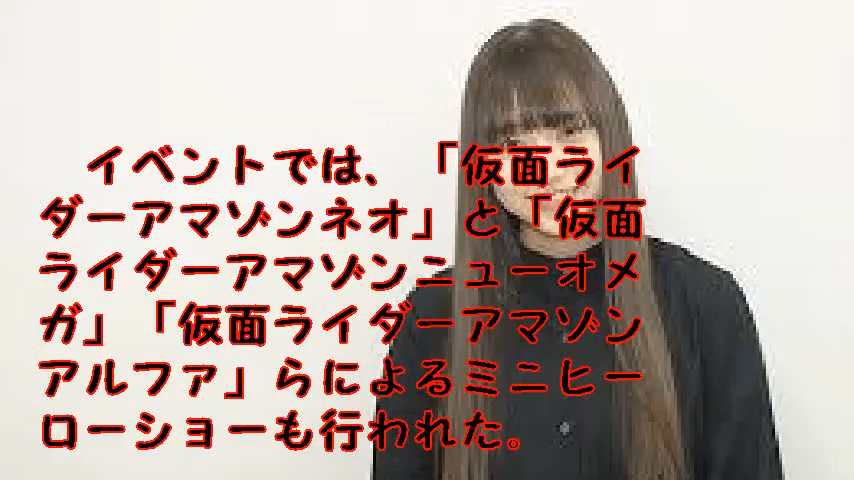 イベントでは、「仮面ライ
ダーアマゾンネオ」と「仮面
ライダーアマゾンニューオメ
ガ」「仮面ライダーアマゾン
アルファ」らによるミニヒー
ローショーも行われた。